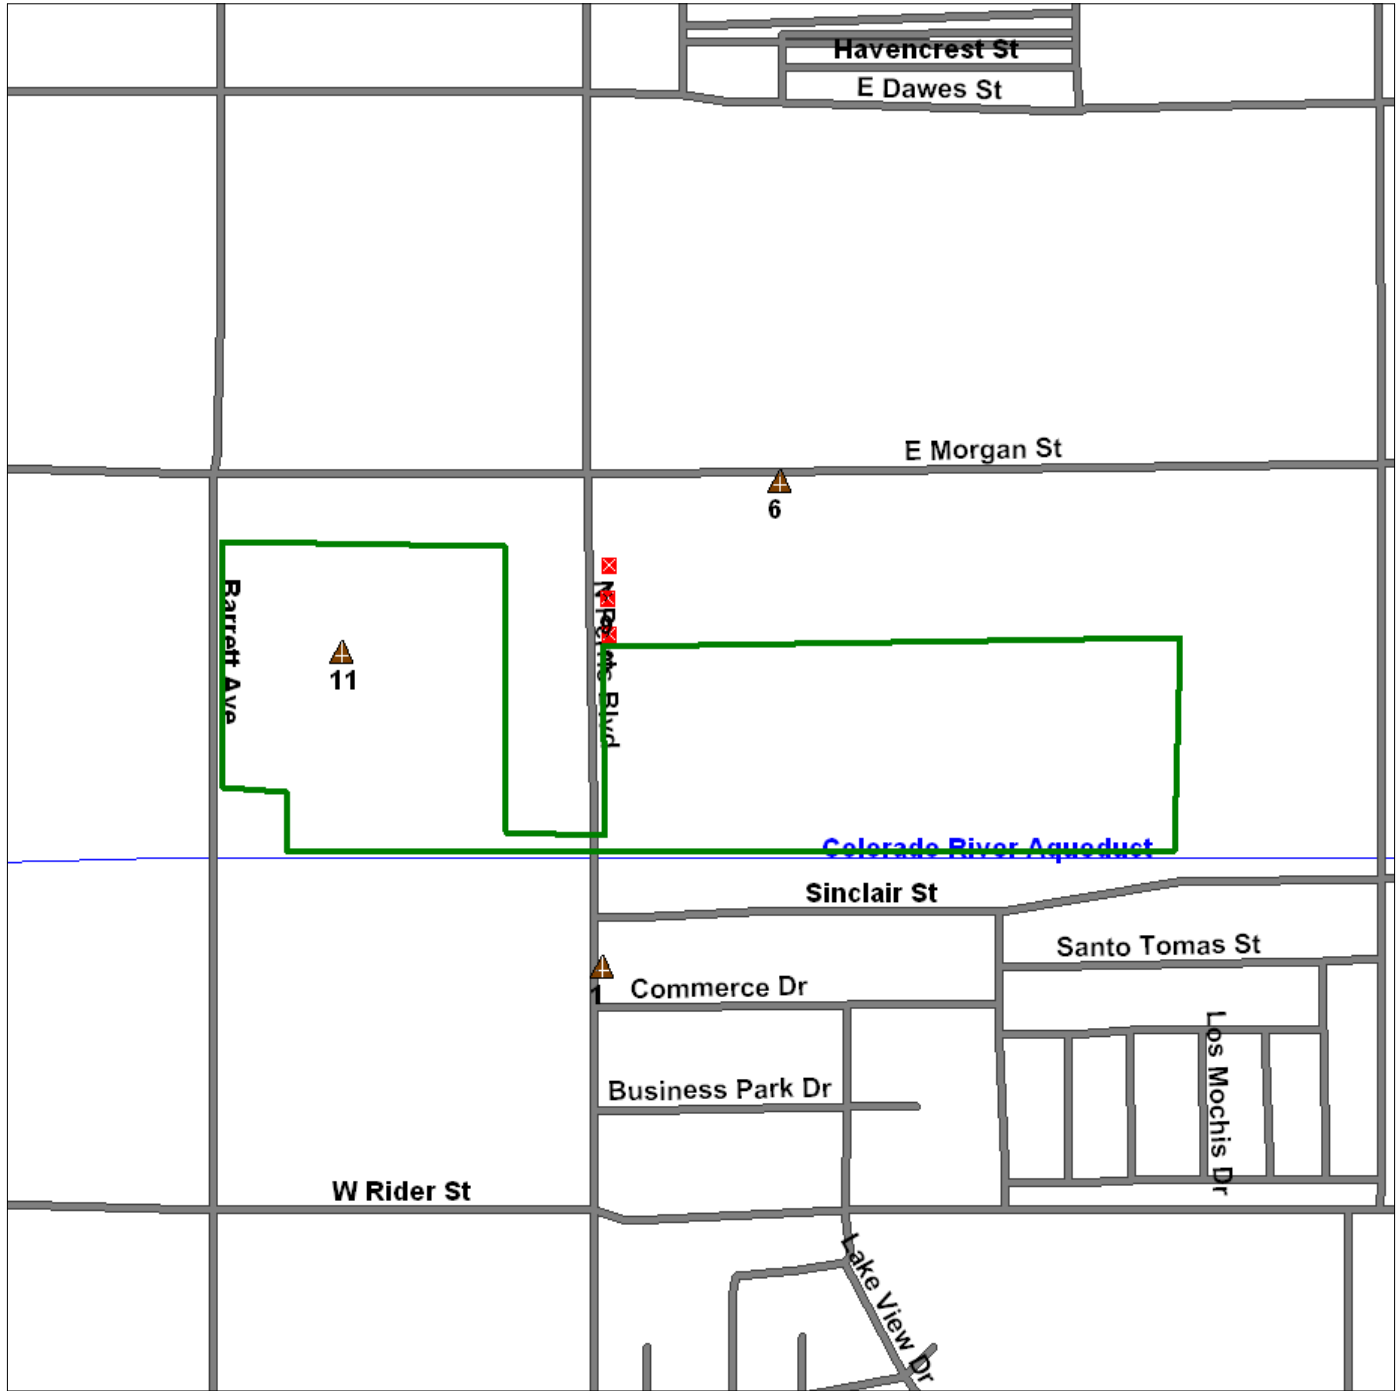 Havencrest St
E Dawes St
E Morgan St
6
Barrett Ave
11
Colorado River Aqueduct
Sinclair St
Santo Tomas St
1
Commerce Dr
Los Mochis Dr
Business Park Dr
W Rider St
Lake View Dr